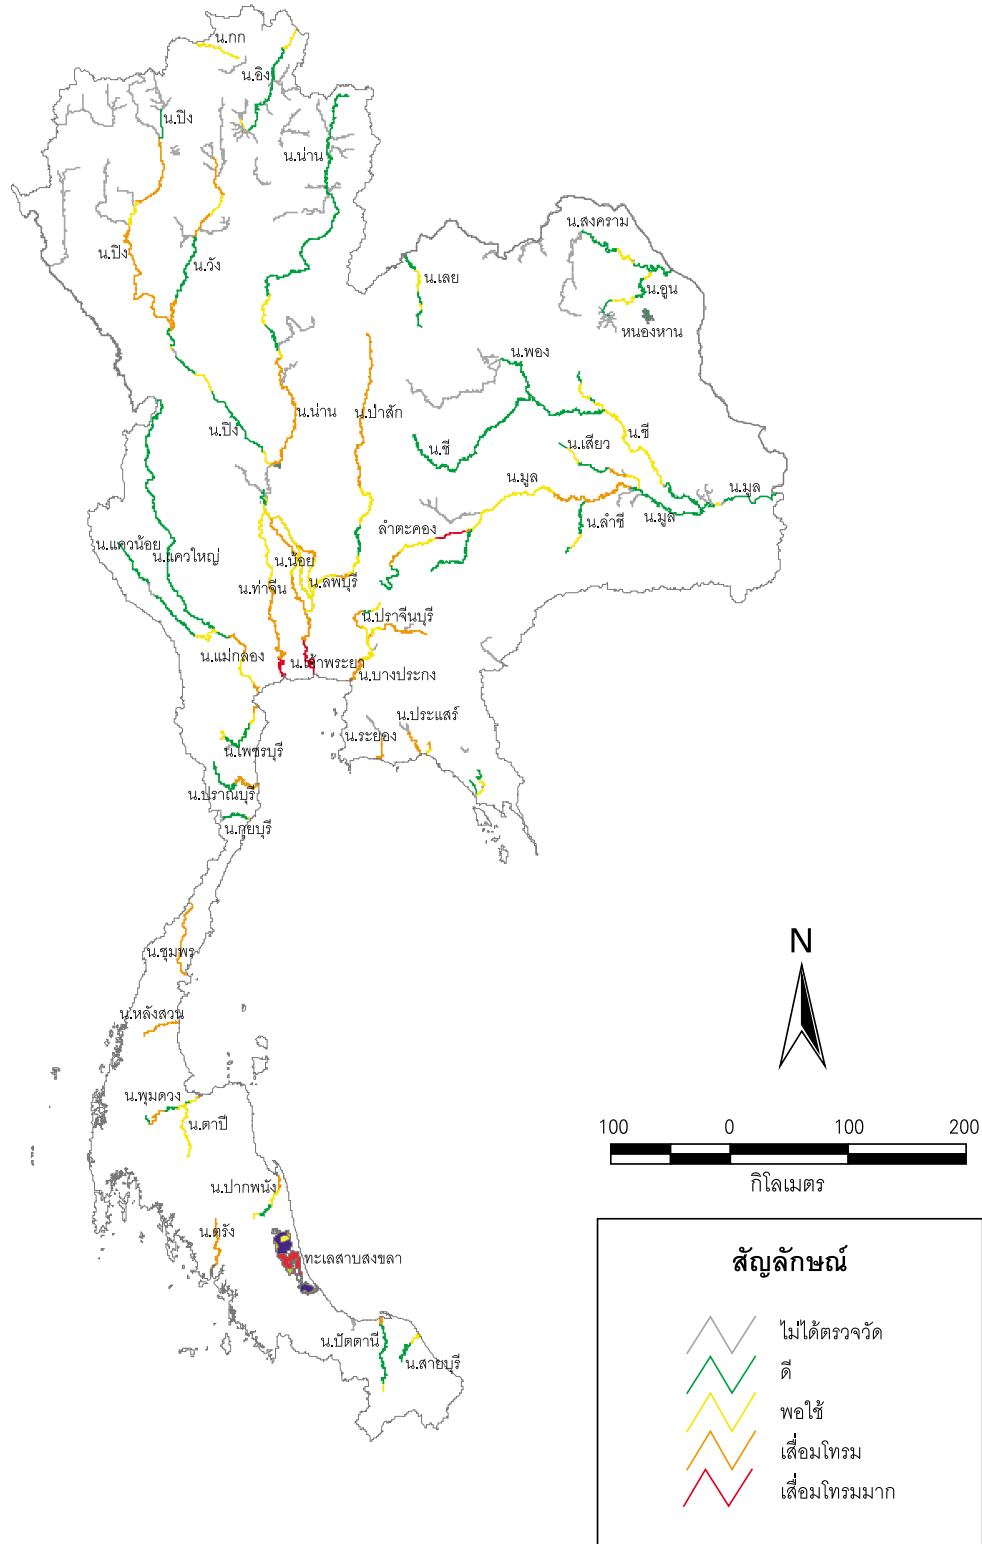 น.กก
น.อิง
น.ปิง
น.น่าน
น.สงคราม
น.ปิง
น.วัง
น.เลย
น.อูน
หนองหาน
น.พอง
น.น่าน
น.ป่าสัก
น.ปิง
น.ชี
น.เสียว
น.ชี
น.มูล
น.มูล
น.มูล
น.ลำชี
ลำตะคอง
น.แควน้อย
น.แควใหญ่
น.น้อย
น.ลพบุรี
น.ท่าจีน
น.ปราจีนบุรี
น.แม่กลอง
น.เจ้าพระยา
น.บางประกง
น.ประแสร์
น.ระยอง
น.เพชรบุรี
น.ปราณบุรี
น.กุยบุรี
น.ชุมพร
N
น.หลังสวน
น.พุมดวง
น.ตาปี
100 0 100 200
กิโลเมตร
น.ปากพนัง
น.ตรัง
ทะเลสาบสงขลา
น.ปัตตานี
น.สายบุรี
สัญลักษณ์
ไม่ได้ตรวจวัด
ดี
พอใช้
เสื่อมโทรม
เสื่อมโทรมมาก